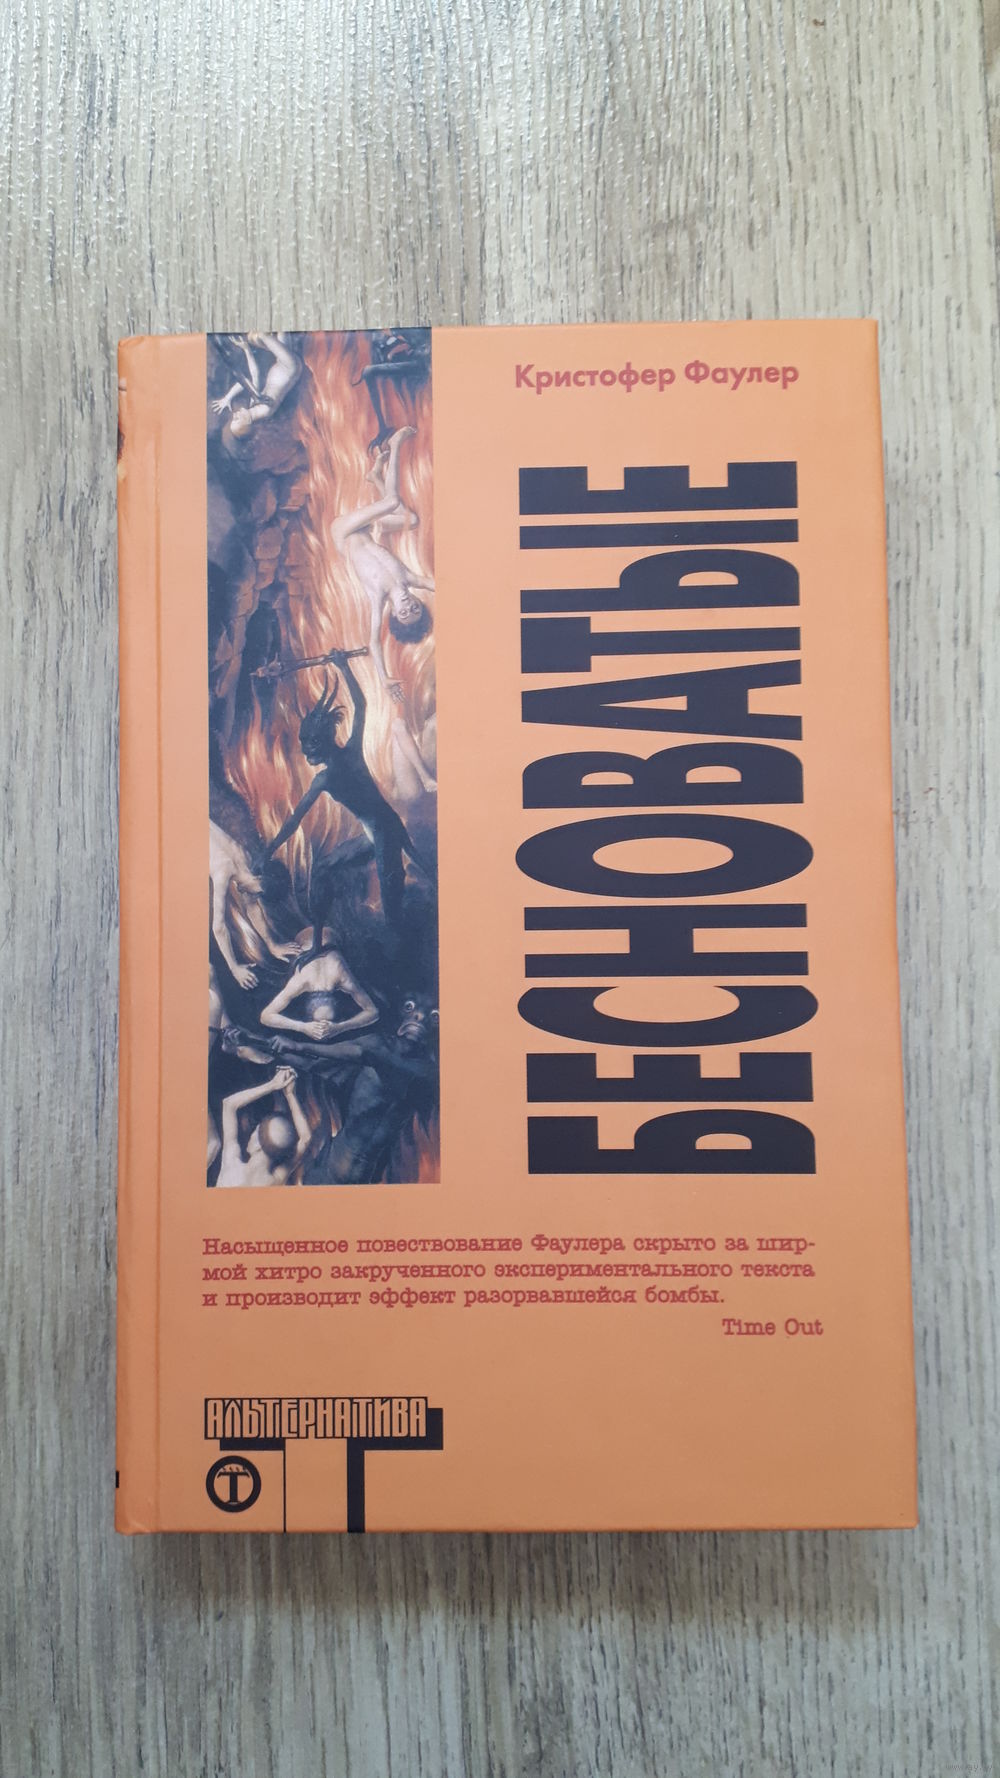 Кристофер Фаулер
БЕСНОВАТЫЕ
Насыщенное повествование Фаулера скрыто за шир-
мой хитро закрученного экспериментального текста
и производит эффект разорвавшейся бомбы.
Time Out
АЛЬТЕРНАТИВА
Т